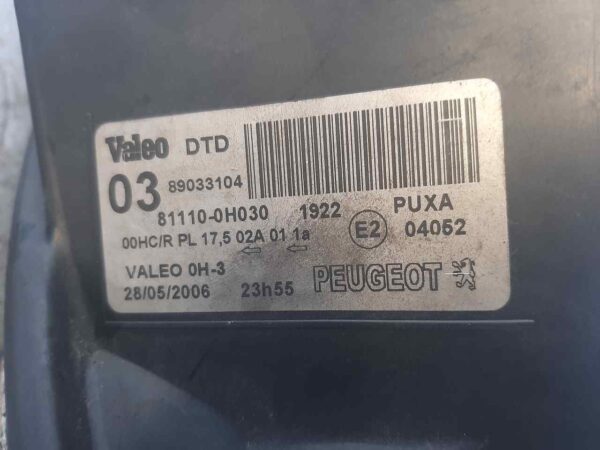 Valeo DTD
03 89033104
81110-0H030 1922 PUXA
00HC/R PL 17,5 02A 01 1a E2 04052
VALEO 0H-3
28/05/2006 23h55 PEUGEOT